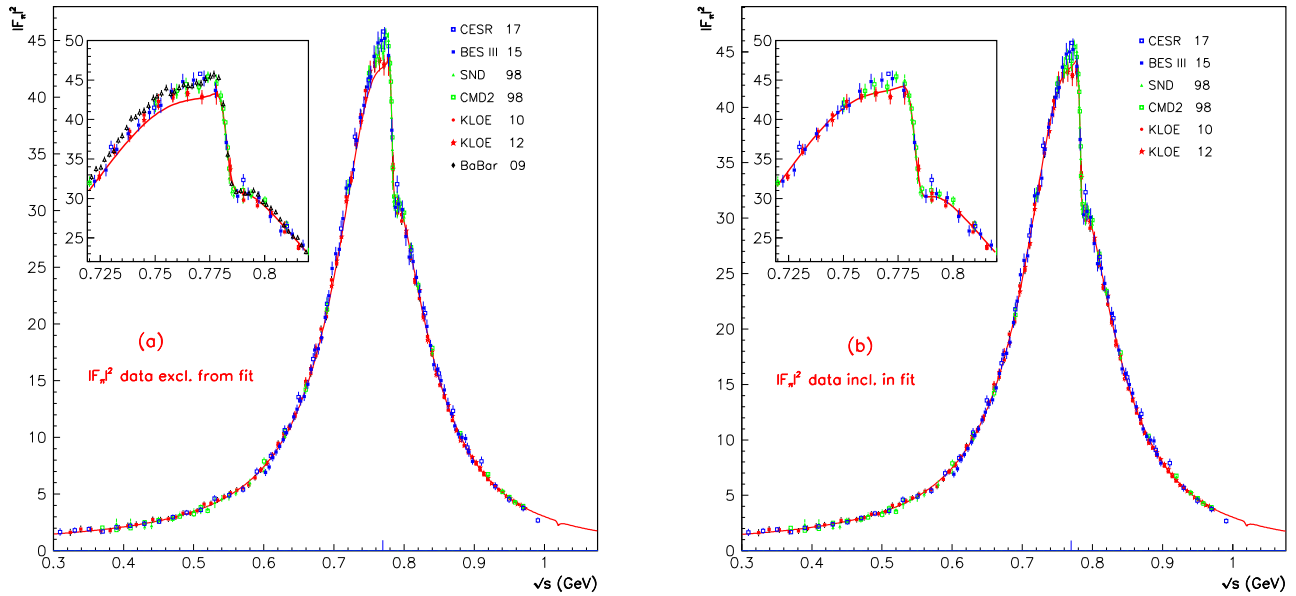 |F_π|²
45
40
35
30
25
20
15
10
5
0
0.3 0.4 0.5 0.6 0.7 0.8 0.9 1
√s (GeV)
50
45
40
35
30
25
0.725 0.75 0.775 0.8
CESR 17
BES III 15
SND 98
CMD2 98
KLOE 10
KLOE 12
BaBar 09
(a)
|F_π|² data excl. from fit
|F_π|²
45
40
35
30
25
20
15
10
5
0
0.3 0.4 0.5 0.6 0.7 0.8 0.9 1
√s (GeV)
50
45
40
35
30
25
0.725 0.75 0.775 0.8
CESR 17
BES III 15
SND 98
CMD2 98
KLOE 10
KLOE 12
(b)
|F_π|² data incl. in fit